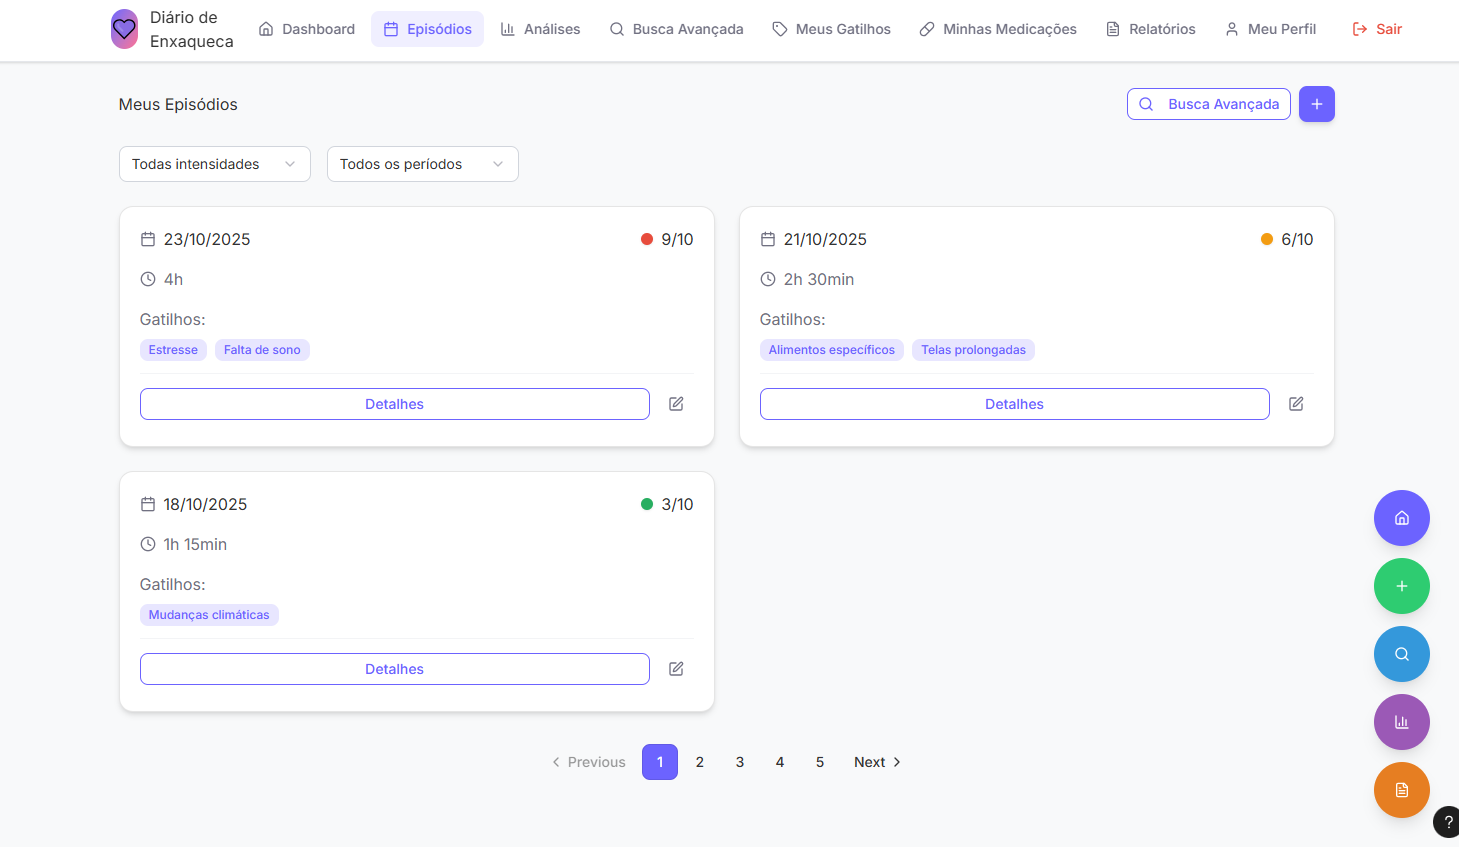 Diário de
Enxaqueca
Dashboard
Episódios
Análises
Busca Avançada
Meus Gatilhos
Minhas Medicações
Relatórios
Meu Perfil
Sair
Meus Episódios
Busca Avançada
Todas intensidades
Todos os períodos
23/10/2025
9/10
4h
Gatilhos:
Estresse
Falta de sono
Detalhes
21/10/2025
6/10
2h 30min
Gatilhos:
Alimentos específicos
Telas prolongadas
Detalhes
18/10/2025
3/10
1h 15min
Gatilhos:
Mudanças climáticas
Detalhes
Previous 1 2 3 4 5 Next
?